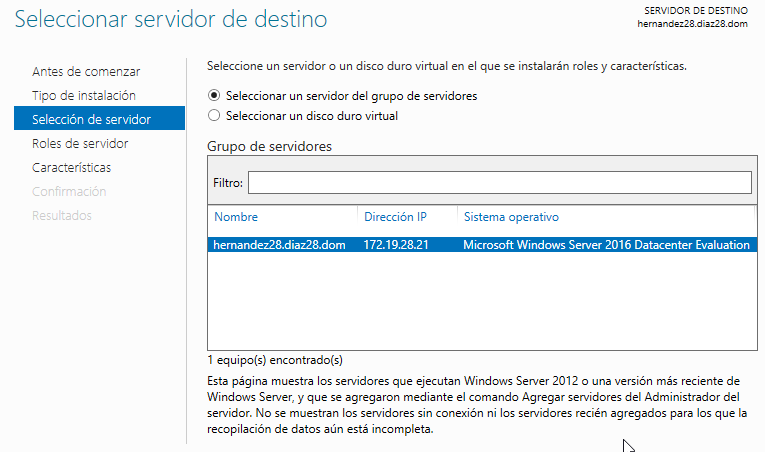 Seleccionar servidor de destino
SERVIDOR DE DESTINO
hernandez28.diaz28.dom
Antes de comenzar
Tipo de instalación
Selección de servidor
Roles de servidor
Características
Confirmación
Resultados
Seleccione un servidor o un disco duro virtual en el que se instalarán roles y características.
Seleccionar un servidor del grupo de servidores
Seleccionar un disco duro virtual
Grupo de servidores
Filtro:
Nombre Dirección IP Sistema operativo
hernandez28.diaz28.dom 172.19.28.21 Microsoft Windows Server 2016 Datacenter Evaluation
1 equipo(s) encontrado(s)
Esta página muestra los servidores que ejecutan Windows Server 2012 o una versión más reciente de
Windows Server, y que se agregaron mediante el comando Agregar servidores del Administrador del
servidor. No se muestran los servidores sin conexión ni los servidores recién agregados para los que la
recopilación de datos aún está incompleta.